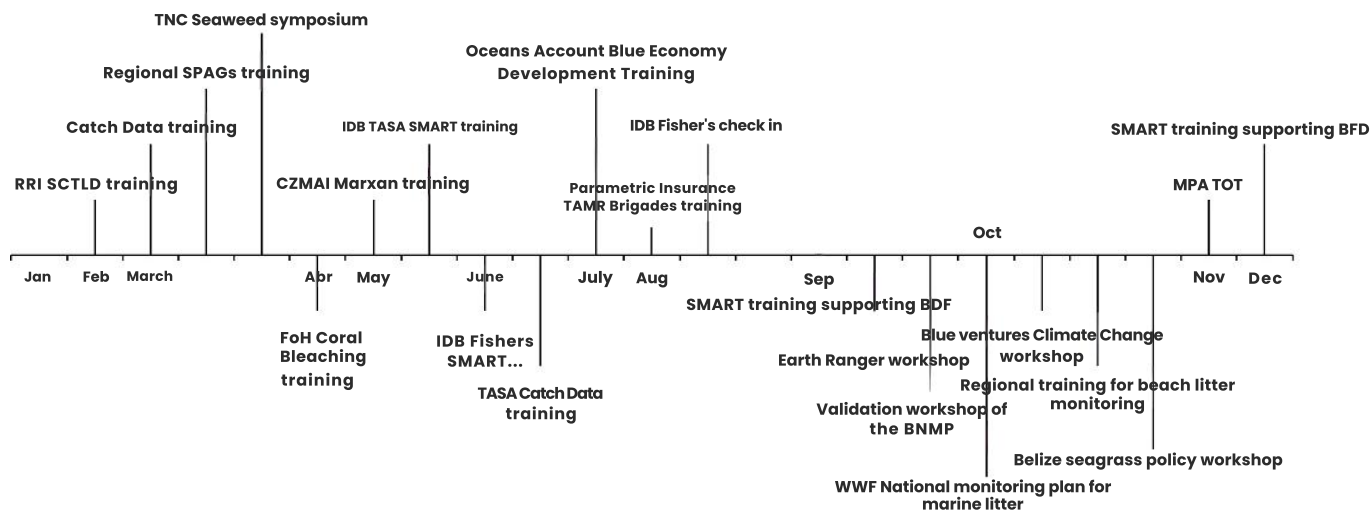 TNC Seaweed symposium
Oceans Account Blue Economy
Development Training
Regional SPAGs training
Catch Data training
IDB TASA SMART training
IDB Fisher's check in
SMART training supporting BFD
RRI SCTLD training
CZMAI Marxan training
Parametric Insurance
TAMR Brigades training
MPA TOT
Oct
Jan
Feb
March
Abr
May
June
July
Aug
Sep
Nov
Dec
SMART training supporting BDF
FoH Coral
Bleaching
training
IDB Fishers
SMART...
TASA Catch Data
training
Blue ventures Climate Change
workshop
Earth Ranger workshop
Regional training for beach litter
monitoring
Validation workshop of
the BNMP
Belize seagrass policy workshop
WWF National monitoring plan for
marine litter